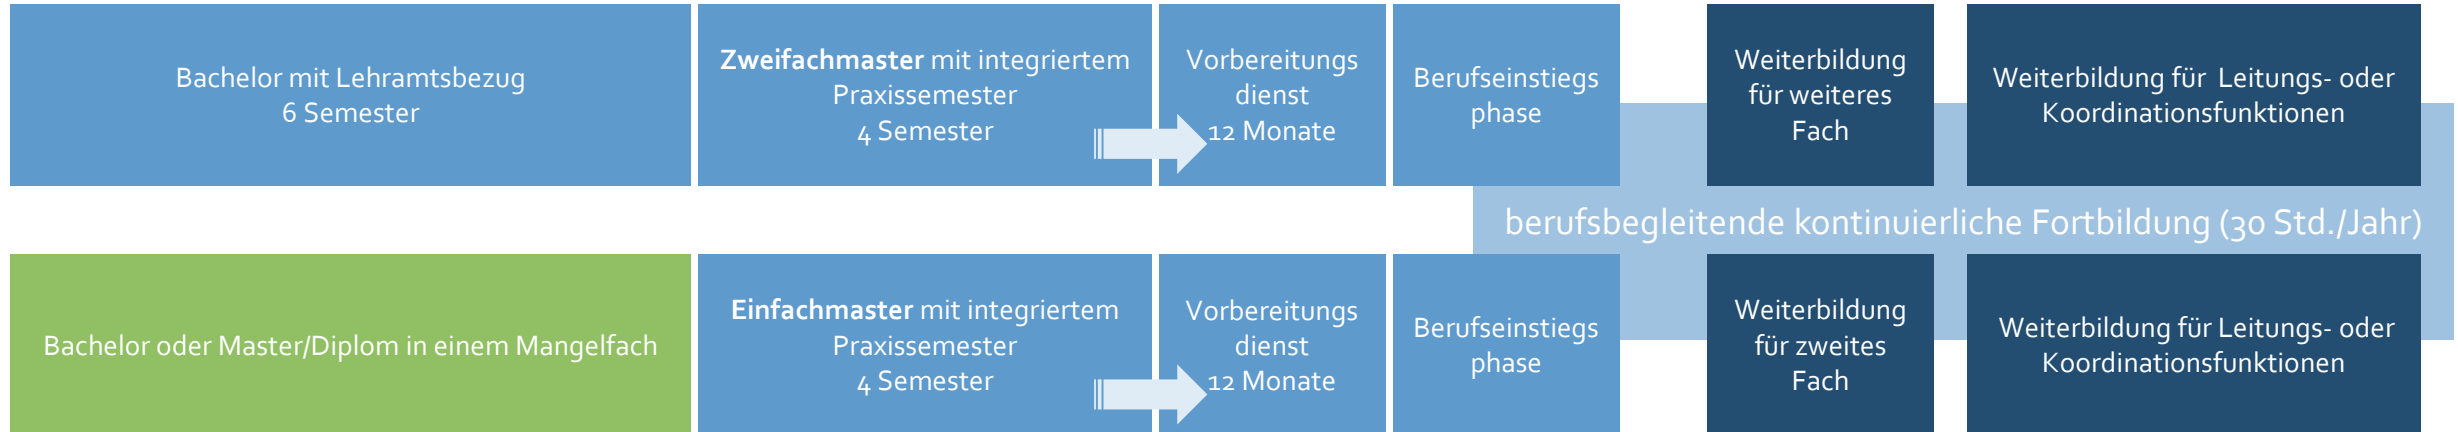 Bachelor mit Lehramtsbezug
6 Semester
Zweifachmaster mit integriertem
Praxissemester
4 Semester
Vorbereitungs
dienst
12 Monate
Berufseinstiegs
phase
Weiterbildung
für weiteres
Fach
Weiterbildung für Leitungs- oder
Koordinationsfunktionen
berufsbegleitende kontinuierliche Fortbildung (30 Std./Jahr)
Bachelor oder Master/Diplom in einem Mangelfach
Einfachmaster mit integriertem
Praxissemester
4 Semester
Vorbereitungs
dienst
12 Monate
Berufseinstiegs
phase
Weiterbildung
für zweites
Fach
Weiterbildung für Leitungs- oder
Koordinationsfunktionen